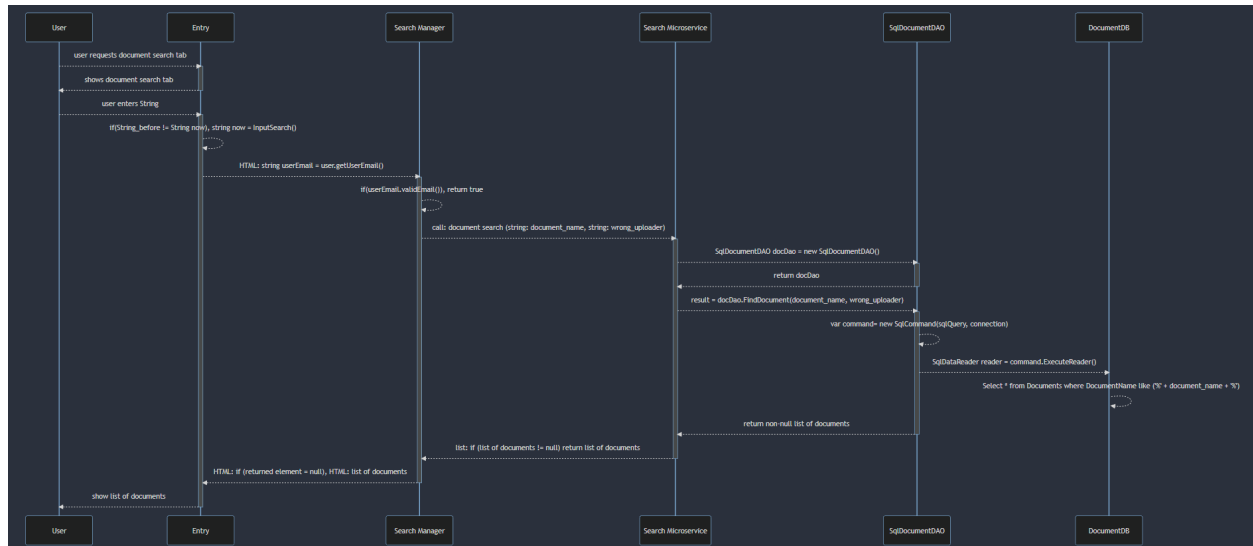 User Entry Search Manager Search Microservice SqlDocumentDAO DocumentDB
user requests document search tab
shows document search tab
user enters String
if(String_before != String now), string now = InputSearch()
HTML: string userEmail = user.getUserEmail()
if(userEmail.validEmail()), return true
call: document search (string: document_name, string: wrong_uploader)
SqlDocumentDAO docDao = new SqlDocumentDAO()
return docDao
result = docDao.FindDocument(document_name, wrong_uploader)
var command= new SqlCommand(sqlQuery, connection)
SqlDataReader reader = command.ExecuteReader()
Select * from Documents where DocumentName like ('%' + document_name + '%')
return non-null list of documents
list: if (list of documents != null) return list of documents
HTML: if (returned element = null), HTML: list of documents
show list of documents
User Entry Search Manager Search Microservice SqlDocumentDAO DocumentDB